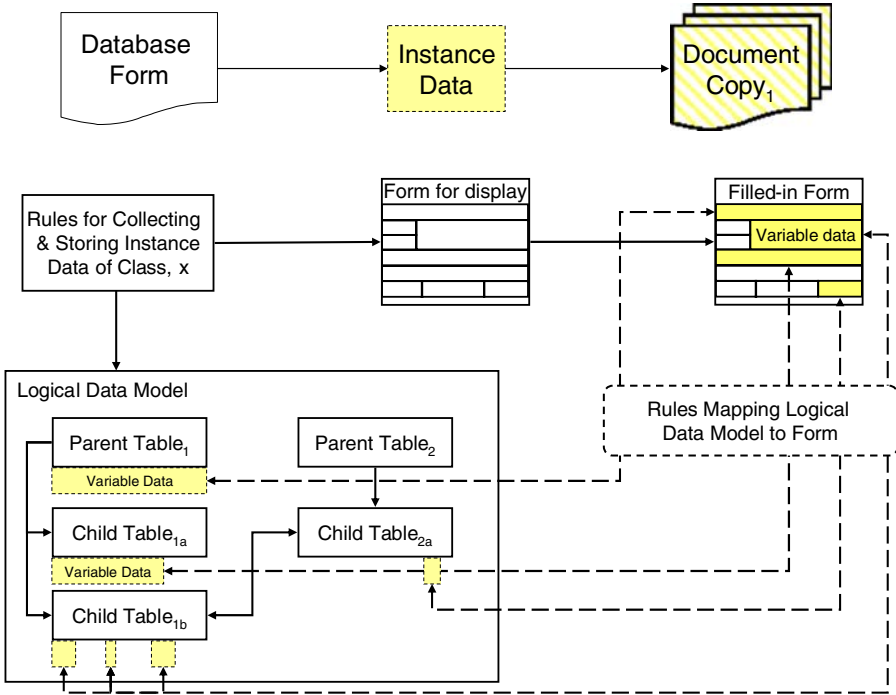 Database
Form
Instance
Data
Document
Copy1
Rules for Collecting
& Storing Instance
Data of Class, x
Form for display
Filled-in Form
Variable data
Logical Data Model
Rules Mapping Logical
Data Model to Form
Parent Table1
Parent Table2
Variable Data
Child Table1a
Child Table2a
Variable Data
Child Table1b